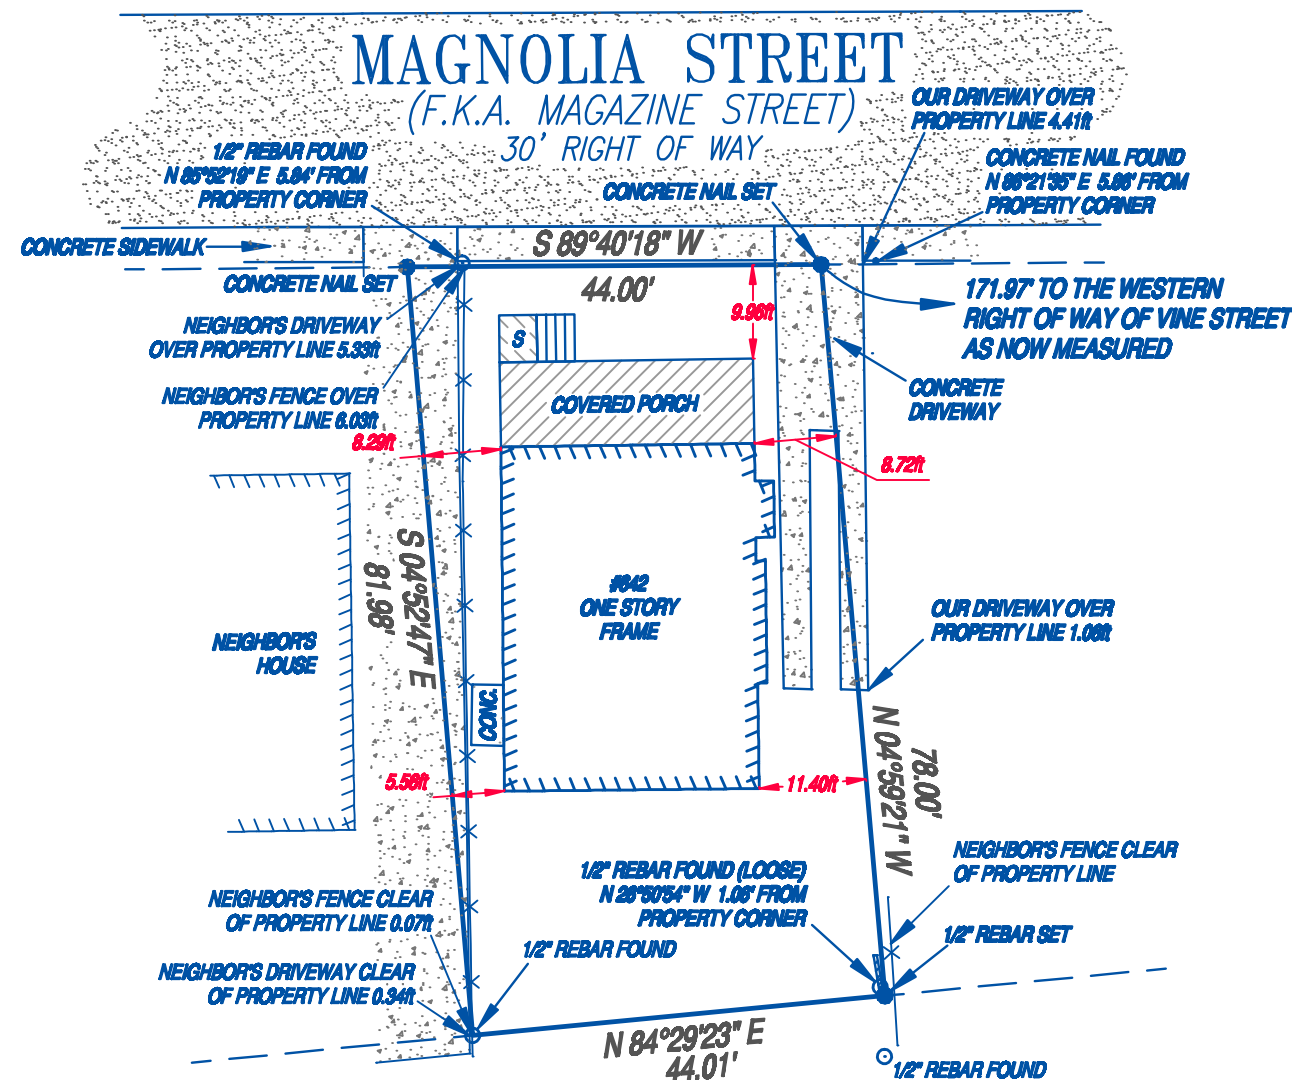 MAGNOLIA STREET
(F.K.A. MAGAZINE STREET)
30' RIGHT OF WAY
OUR DRIVEWAY OVER
PROPERTY LINE 4.41ft
1/2" REBAR FOUND
N 85°52'19" E 5.84' FROM
PROPERTY CORNER
CONCRETE NAIL FOUND
N 86°21'35" E 5.86' FROM
PROPERTY CORNER
CONCRETE NAIL SET
CONCRETE SIDEWALK
S 89°40'18" W
44.00'
CONCRETE NAIL SET
171.97' TO THE WESTERN
RIGHT OF WAY OF VINE STREET
AS NOW MEASURED
9.96ft
NEIGHBOR'S DRIVEWAY
OVER PROPERTY LINE 5.33ft
S
NEIGHBOR'S FENCE OVER
PROPERTY LINE 6.03ft
COVERED PORCH
CONCRETE
DRIVEWAY
8.29ft
8.72ft
S 04°52'47" E
81.98'
#642
ONE STORY
FRAME
NEIGHBOR'S
HOUSE
OUR DRIVEWAY OVER
PROPERTY LINE 1.06ft
CONC.
N 04°59'21" W
78.00'
5.56ft
11.40ft
1/2" REBAR FOUND (LOOSE)
N 26°50'54" W 1.06' FROM
PROPERTY CORNER
NEIGHBOR'S FENCE CLEAR
OF PROPERTY LINE
NEIGHBOR'S FENCE CLEAR
OF PROPERTY LINE 0.07ft
1/2" REBAR FOUND
1/2" REBAR SET
NEIGHBOR'S DRIVEWAY CLEAR
OF PROPERTY LINE 0.34ft
N 84°29'23" E
44.01'
1/2" REBAR FOUND